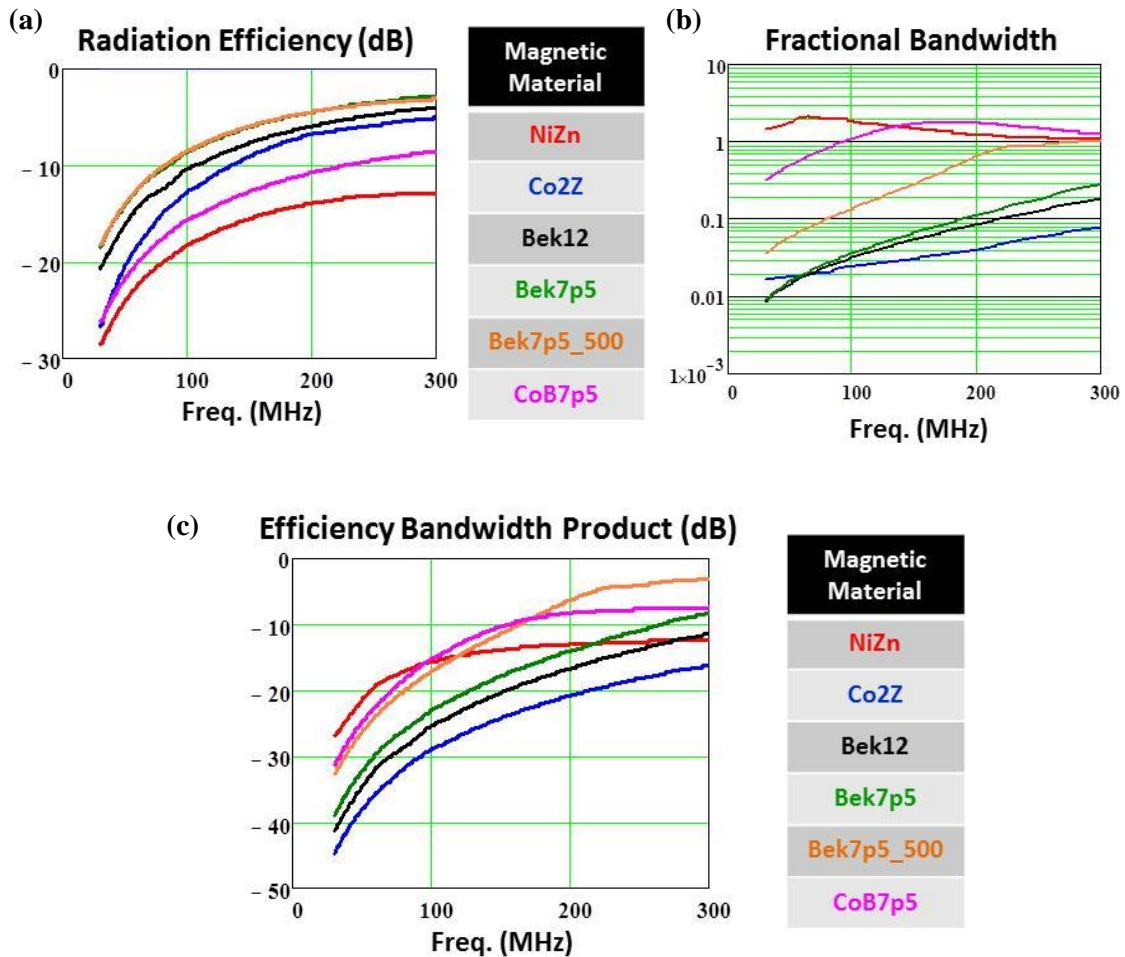 (a)
Radiation Efficiency (dB)
0
− 10
− 20
− 30
0
100
200
300
Freq. (MHz)
Magnetic
Material
NiZn
Co2Z
Bek12
Bek7p5
Bek7p5_500
CoB7p5
(b)
Fractional Bandwidth
10
1
0.1
0.01
1×10⁻³
0
100
200
300
Freq. (MHz)
(c)
Efficiency Bandwidth Product (dB)
0
− 10
− 20
− 30
− 40
− 50
0
100
200
300
Freq. (MHz)
Magnetic
Material
NiZn
Co2Z
Bek12
Bek7p5
Bek7p5_500
CoB7p5